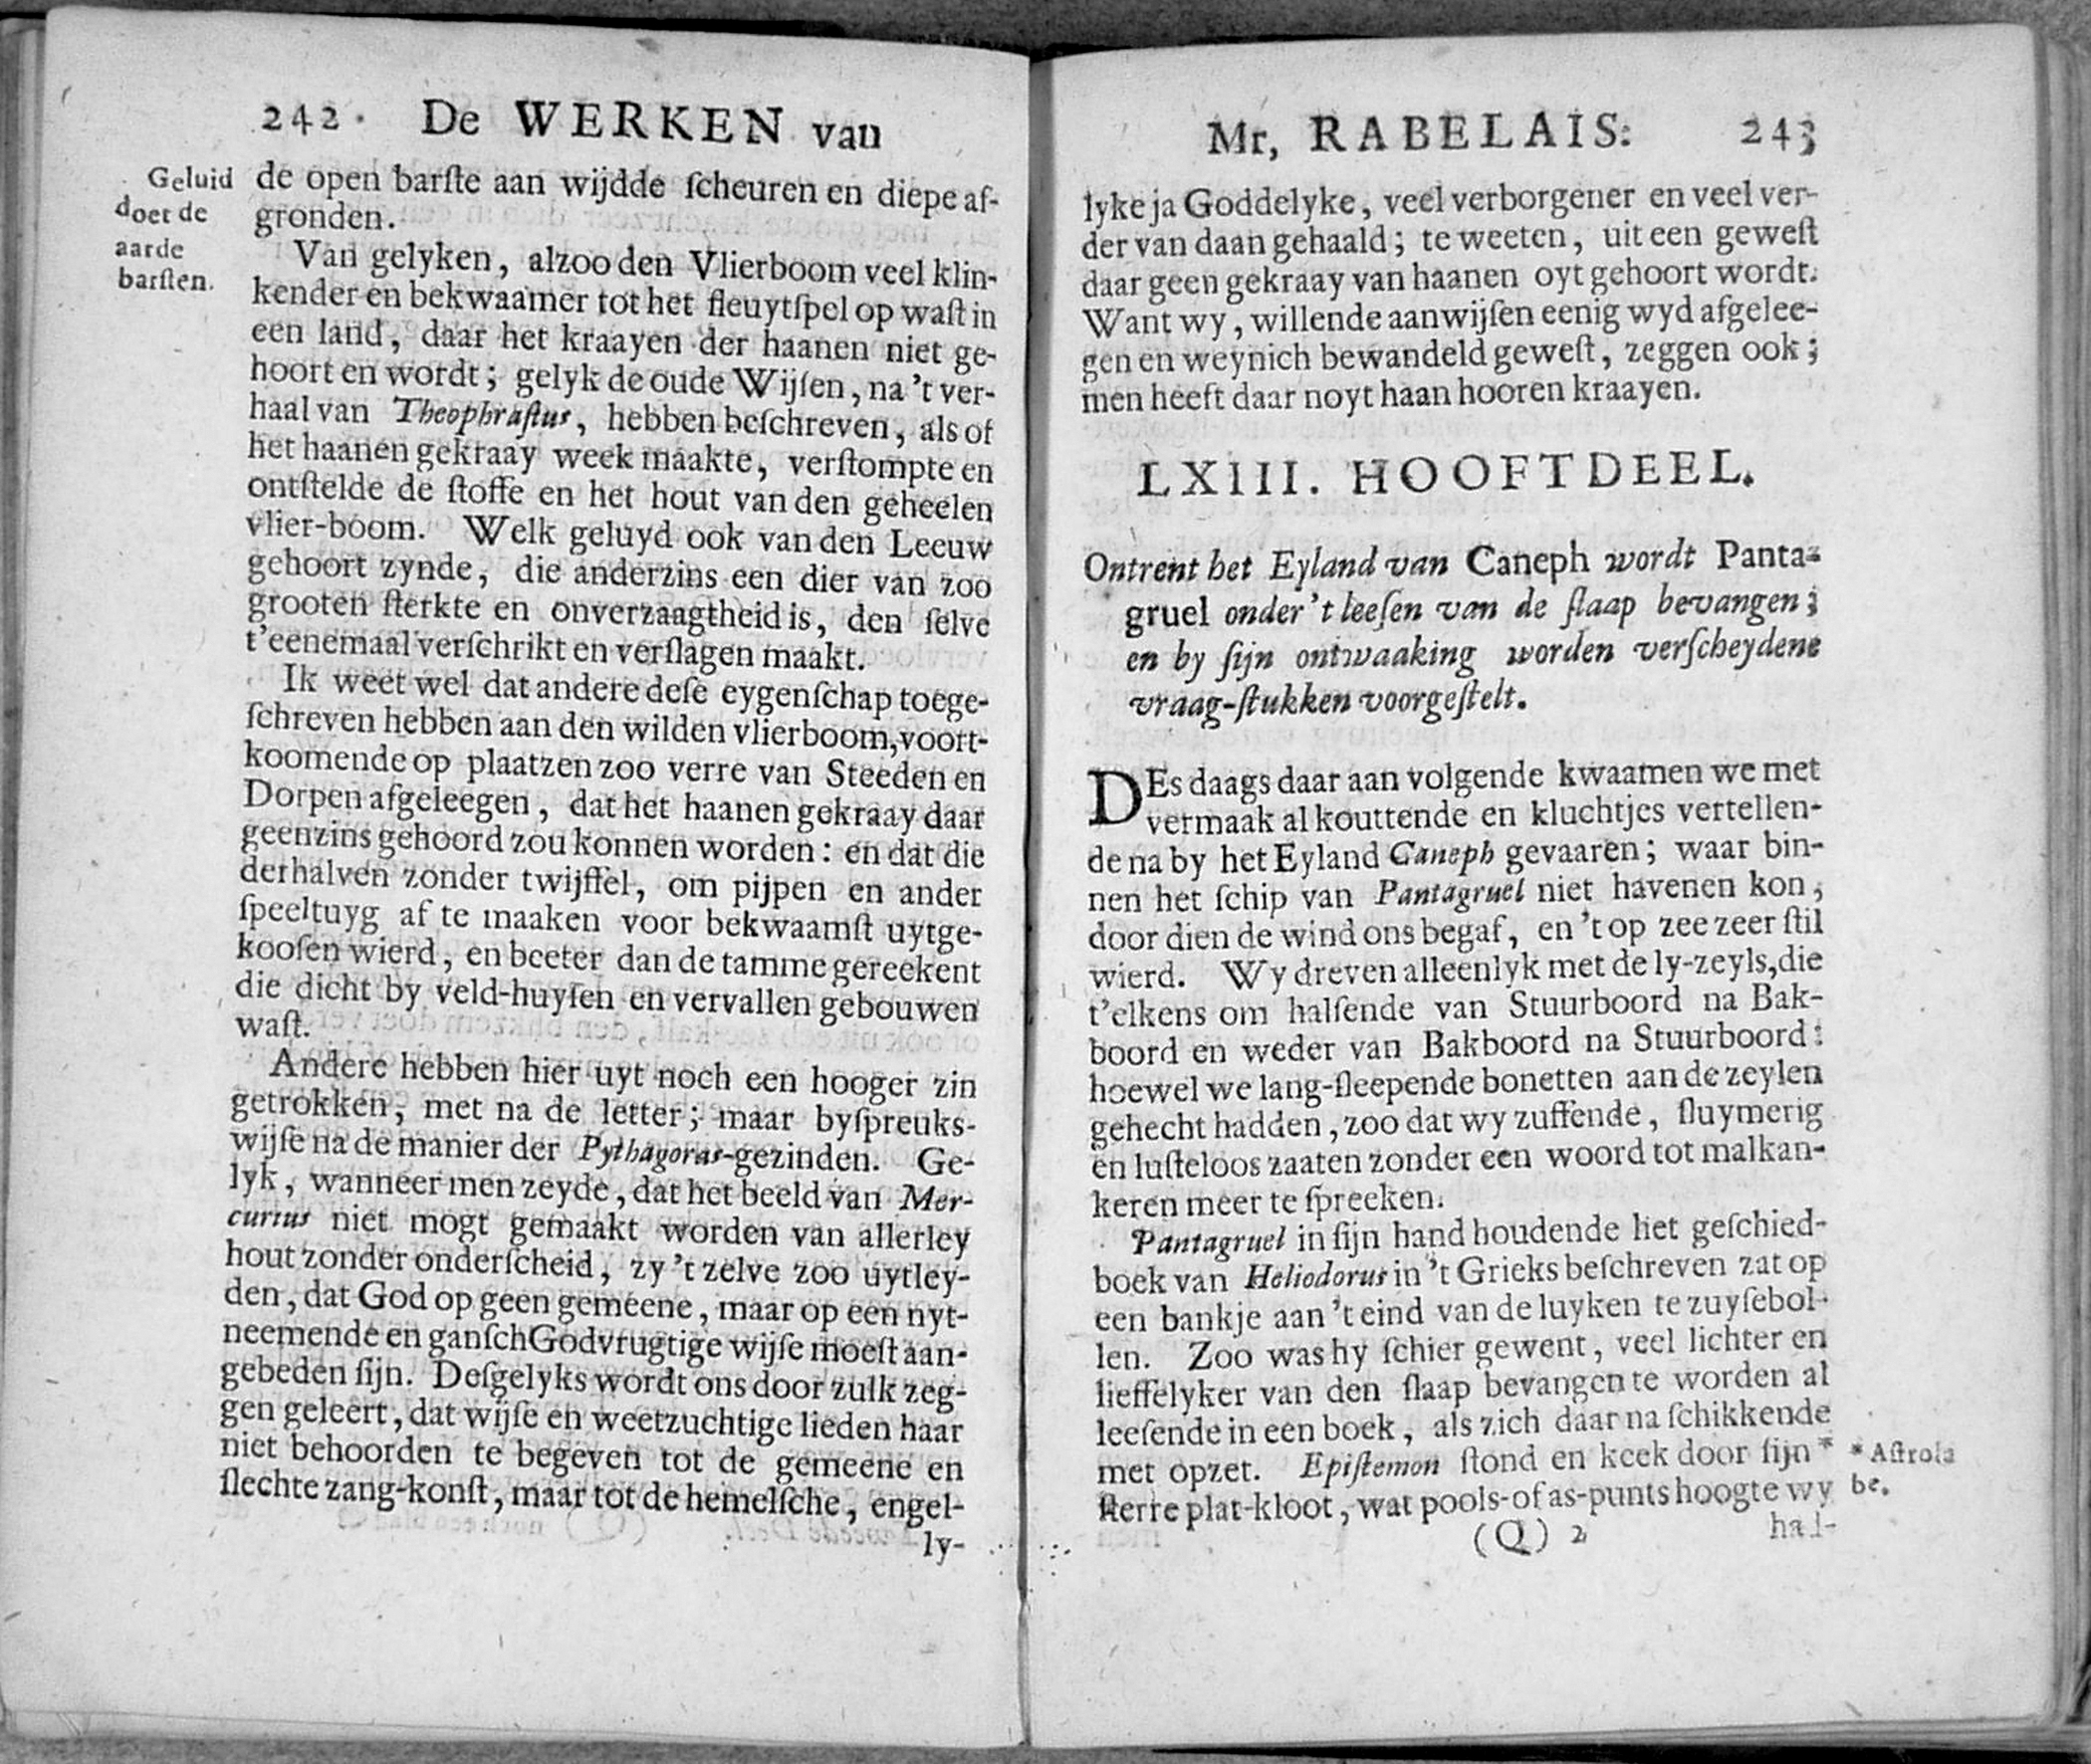 242. De WERKEN van
Geluid
doet de
aarde
barſten.
de open barſte aan wijdde ſcheuren en diepe af-
gronden.
Van gelyken, alzoo den Vlierboom veel klin-
kender en bekwaamer tot het fleuytſpel op waſt in
een land, daar het kraayen der haanen niet ge-
hoort en wordt; gelyk de oude Wijſen, na 't ver-
haal van Theophraſtus, hebben beſchreven, als of
het haanen gekraay week maakte, verſtompte en
ontſtelde de ſtoffe en het hout van den geheelen
vlier-boom. Welk geluyd ook van den Leeuw
gehoort zynde, die anderzins een dier van zoo
grooten ſterkte en onverzaagtheid is, den ſelve
t'eenemaal verſchrikt en verſlagen maakt.
Ik weet wel dat andere deſe eygenſchap toege-
ſchreven hebben aan den wilden vlierboom, voort-
koomende op plaatzen zoo verre van Steeden en
Dorpen afgeleegen, dat het haanen gekraay daar
geenzins gehoord zou konnen worden: en dat die
derhalven zonder twijffel, om pijpen en ander
ſpeeltuyg af te maaken voor bekwaamſt uytge-
kooſen wierd, en beeter dan de tamme gereekent
die dicht by veld-huyſen en vervallen gebouwen
waſt.
Andere hebben hier uyt noch een hooger zin
getrokken, met na de letter; maar byſpreuks-
wijſe na de manier der Pythagoras-gezinden. Ge-
lyk, wanneer men zeyde, dat het beeld van Mer-
curius niet mogt gemaakt worden van allerley
hout zonder onderſcheid, zy 't zelve zoo uytley-
den, dat God op geen gemeene, maar op een nyt-
neemende en ganſch Godvrugtige wijſe moeſt aan-
gebeden ſijn. Deſgelyks wordt ons door zulk zeg-
gen geleert, dat wijſe en weetzuchtige lieden haar
niet behoorden te begeven tot de gemeene en
ſlechte zang-konſt, maar tot de hemelſche, engel-
ly-
Mr, RABELAIS: 243
lyke ja Goddelyke, veel verborgener en veel ver-
der van daan gehaald; te weeten, uit een geweſt
daar geen gekraay van haanen oyt gehoort wordt.
Want wy, willende aanwijſen eenig wyd afgelee-
gen en weynich bewandeld geweſt, zeggen ook;
men heeft daar noyt haan hooren kraayen.
LXIII. HOOFTDEEL.
Ontrent het Eyland van Caneph wordt Panta-
gruel onder 't leeſen van de ſlaap bevangen;
en by ſijn ontwaaking worden verſcheydene
vraag-ſtukken voorgeſtelt.
DEs daags daar aan volgende kwaamen we met
vermaak al kouttende en kluchtjes vertellen-
de na by het Eyland Caneph gevaaren; waar bin-
nen het ſchip van Pantagruel niet havenen kon,
door dien de wind ons begaf, en 't op zee zeer ſtil
wierd. Wy dreven alleenlyk met de ly-zeyls, die
t'elkens om halſende van Stuurboord na Bak-
boord en weder van Bakboord na Stuurboord:
hoewel we lang-ſleepende bonetten aan de zeylen
gehecht hadden, zoo dat wy zuffende, ſluymerig
en luſteloos zaaten zonder een woord tot malkan-
keren meer te ſpreeken.
Pantagruel in ſijn hand houdende het geſchied-
boek van Heliodorus in 't Grieks beſchreven zat op
een bankje aan 't eind van de luyken te zuyſebol-
len. Zoo was hy ſchier gewent, veel lichter en
lieffelyker van den ſlaap bevangen te worden al
leeſende in een boek, als zich daar na ſchikkende
met opzet. Epiſtemon ſtond en keek door ſijn *
ſterre plat-kloot, wat pools-of as-punts hoogte wy
* Aſtrola
be.
(Q) 2
hal-